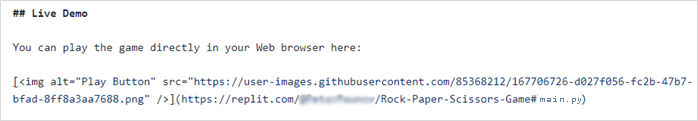 ## Live Demo
You can play the game directly in your Web browser here:
[<img alt="Play Button" src="https://user-images.githubusercontent.com/85368212/167706726-d027f056-fc2b-47b7-
bfad-8ff8a3aa7688.png" />](https://replit.com/ /Rock-Paper-Scissors-Game#main.py)